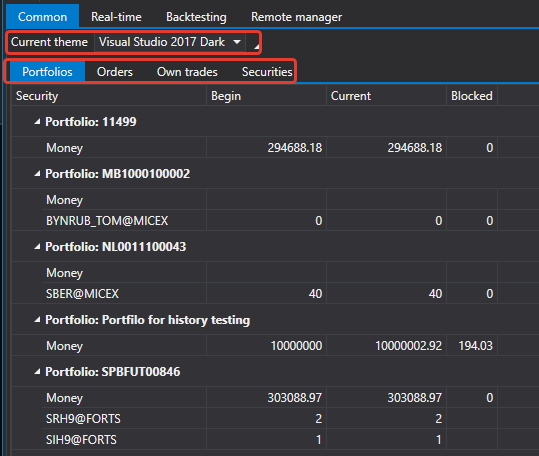 Common Real-time Backtesting Remote manager
Current theme Visual Studio 2017 Dark
Portfolios Orders Own trades Securities
Security Begin Current Blocked
Portfolio: 11499
Money 294688.18 294688.18 0
Portfolio: MB1000100002
Money
BYNRUB_TOM@MICEX 0 0 0
Portfolio: NL0011100043
Money
SBER@MICEX 40 40 0
Portfolio: Portfilo for history testing
Money 10000000 10000002.92 194.03
Portfolio: SPBFUT00846
Money 303088.97 303088.97 0
SRH9@FORTS 2 2
SIH9@FORTS 1 1